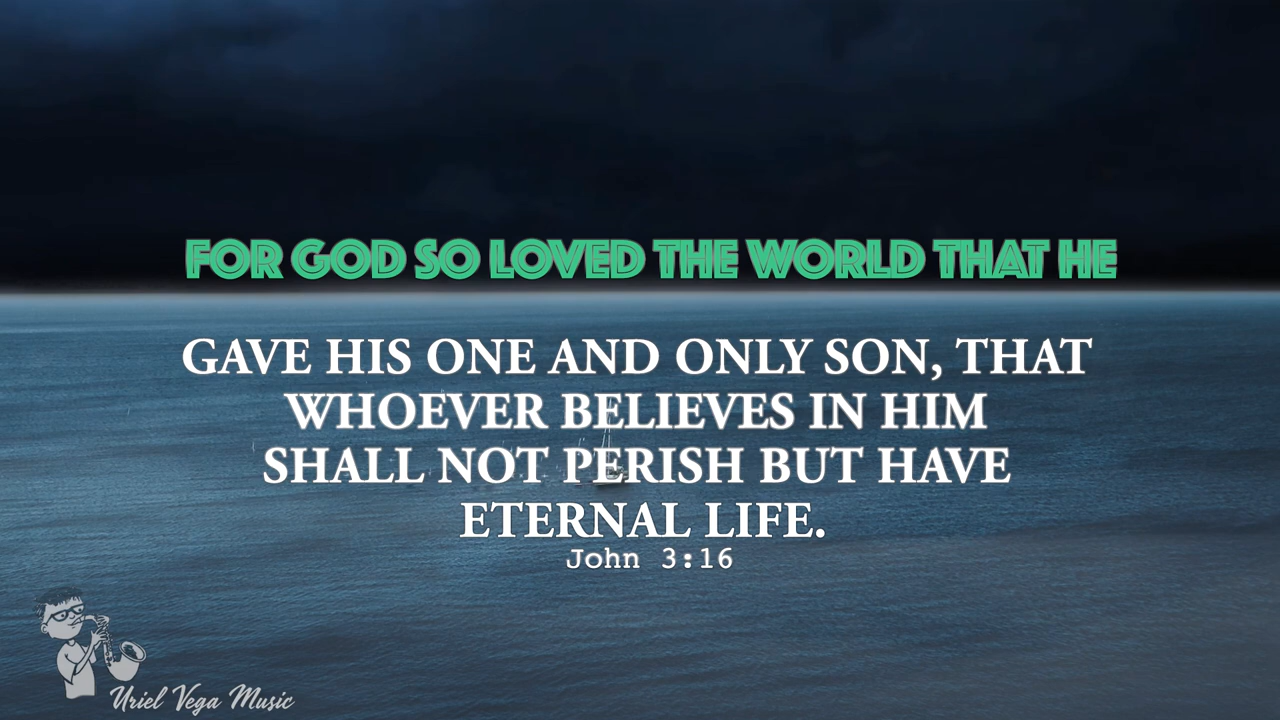 FOR GOD SO LOVED THE WORLD THAT HE
GAVE HIS ONE AND ONLY SON, THAT
WHOEVER BELIEVES IN HIM
SHALL NOT PERISH BUT HAVE
ETERNAL LIFE.
John 3:16
Uriel Vega Music